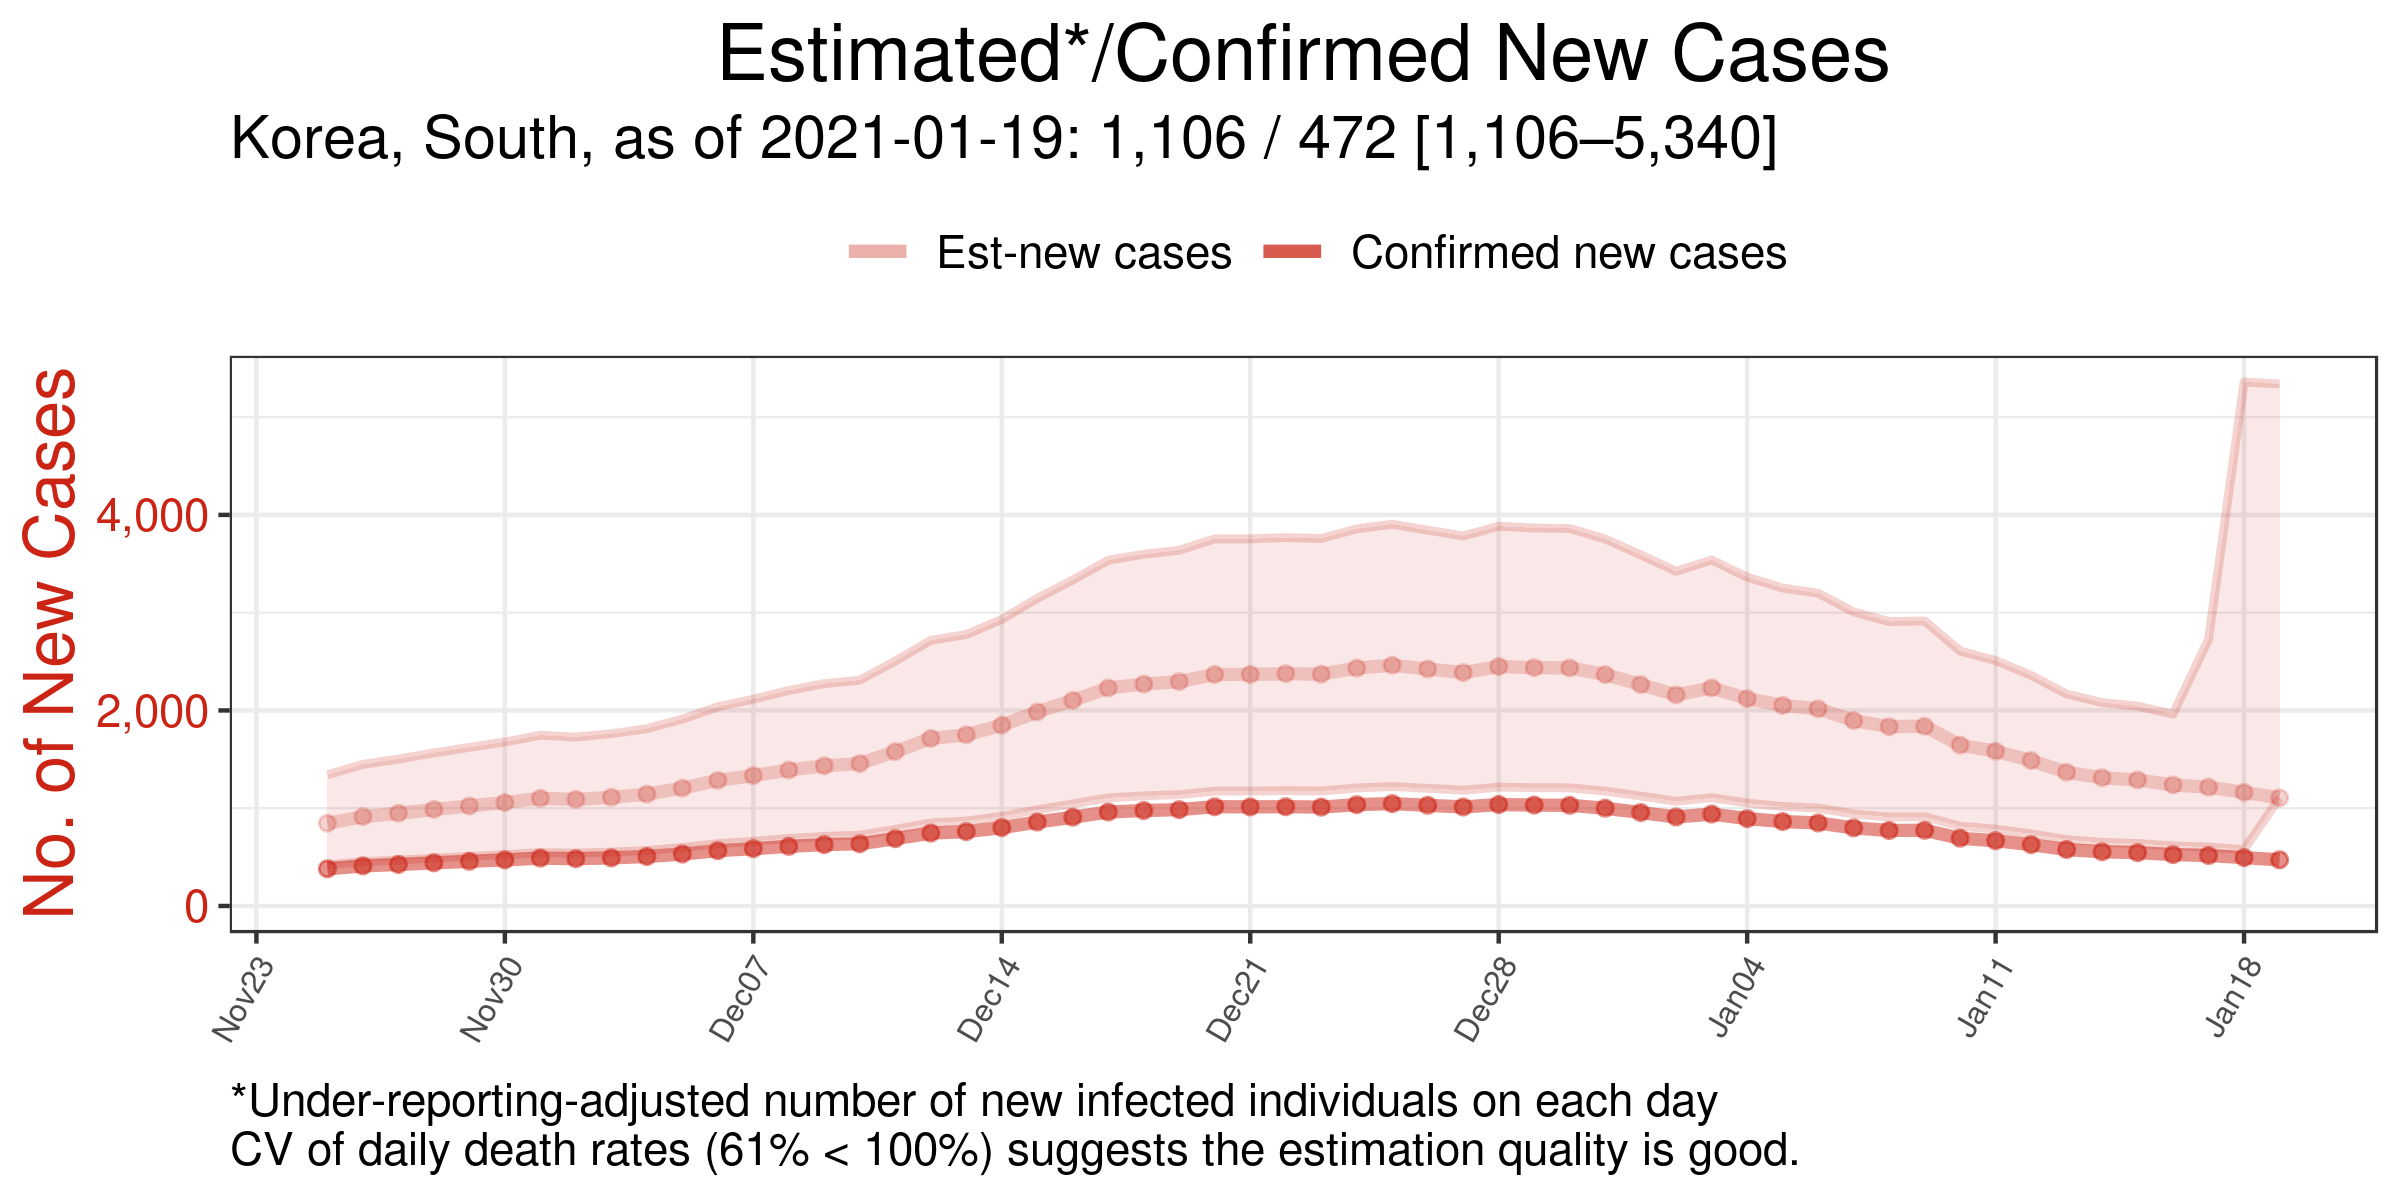 Estimated*/Confirmed New Cases
Korea, South, as of 2021-01-19: 1,106 / 472 [1,106–5,340]
Est-new cases
Confirmed new cases
No. of New Cases
4,000
2,000
0
Nov23
Nov30
Dec07
Dec14
Dec21
Dec28
Jan04
Jan11
Jan18
*Under-reporting-adjusted number of new infected individuals on each day
CV of daily death rates (61% < 100%) suggests the estimation quality is good.